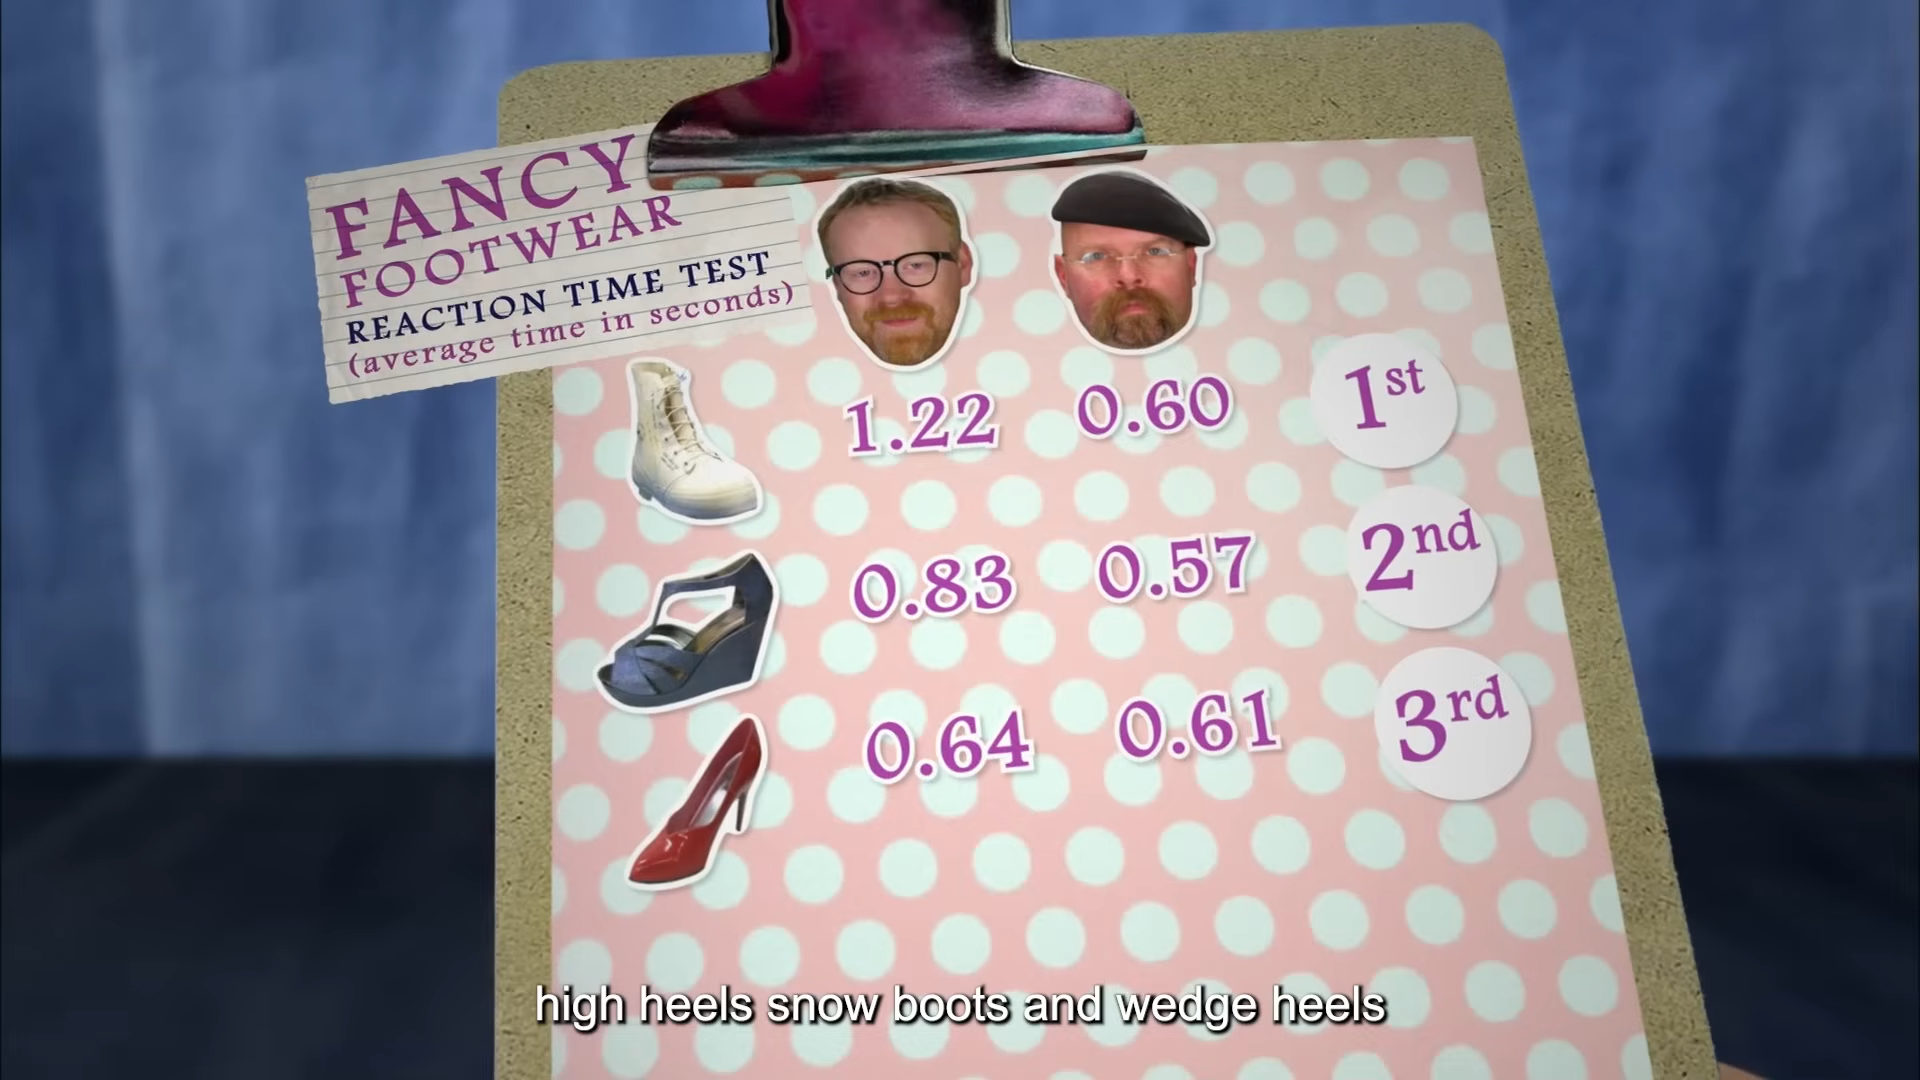 FANCY
FOOTWEAR
REACTION TIME TEST
(average time in seconds)
1.22 0.60 1st
0.83 0.57 2nd
0.64 0.61 3rd
high heels snow boots and wedge heels